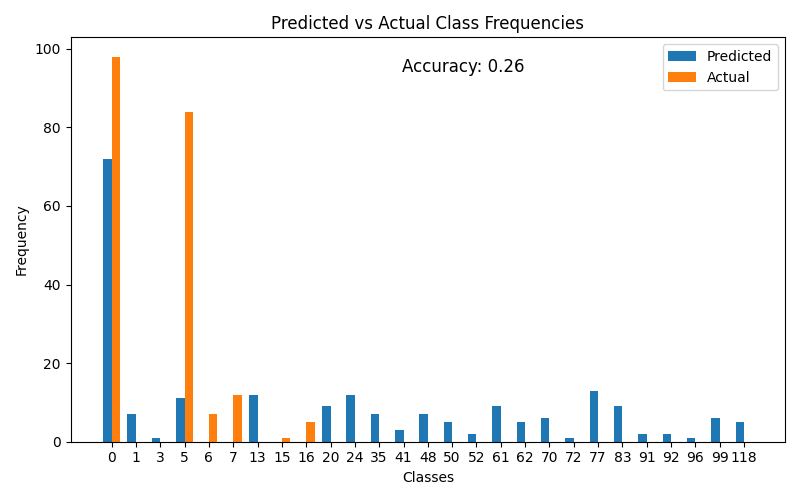 Predicted vs Actual Class Frequencies
Accuracy: 0.26
Predicted
Actual
Frequency
100
80
60
40
20
0
0 1 3 5 6 7 13 15 16 20 24 35 41 48 50 52 61 62 70 72 77 83 91 92 96 99 118
Classes